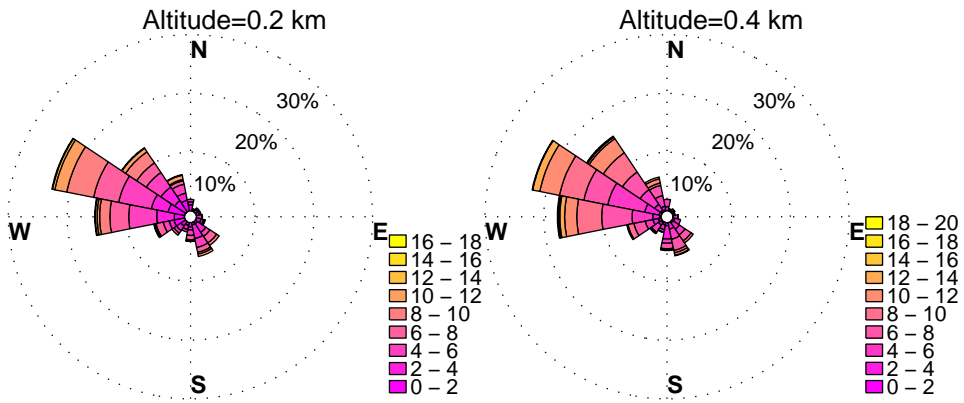 Altitude=0.2 km
N
30%
20%
10%
W
E
S
16 – 18
14 – 16
12 – 14
10 – 12
8 – 10
6 – 8
4 – 6
2 – 4
0 – 2
Altitude=0.4 km
N
30%
20%
10%
W
E
S
18 – 20
16 – 18
14 – 16
12 – 14
10 – 12
8 – 10
6 – 8
4 – 6
2 – 4
0 – 2